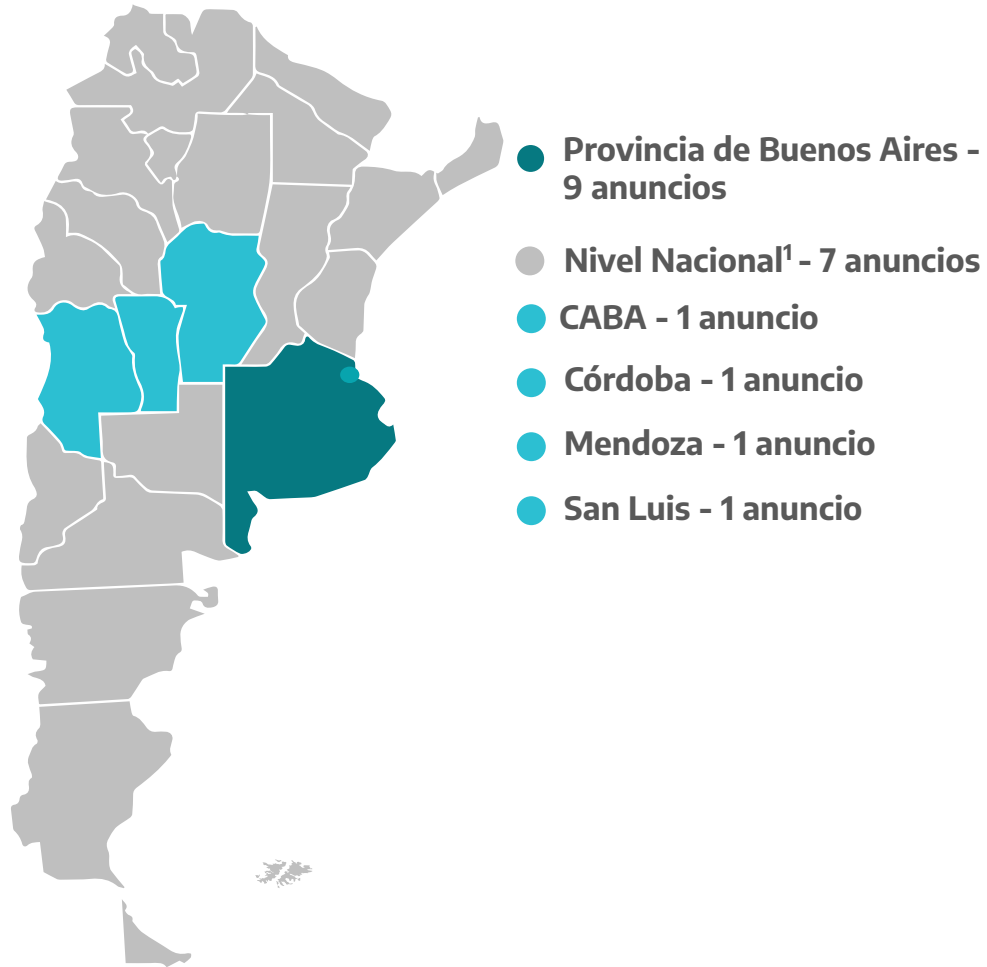 Provincia de Buenos Aires -
9 anuncios
Nivel Nacional¹ - 7 anuncios
CABA - 1 anuncio
Córdoba - 1 anuncio
Mendoza - 1 anuncio
San Luis - 1 anuncio